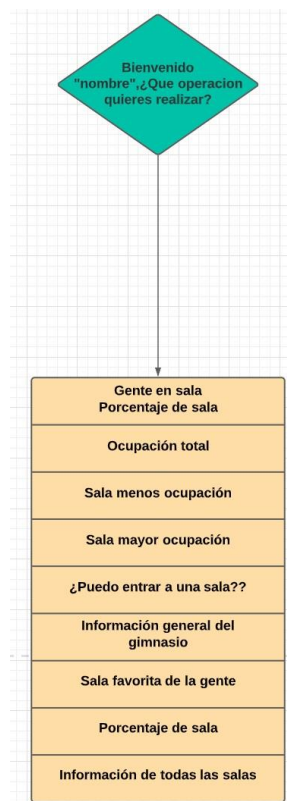 Bienvenido
"nombre",¿Que operacion
quieres realizar?
Gente en sala
Porcentaje de sala
Ocupación total
Sala menos ocupación
Sala mayor ocupación
¿Puedo entrar a una sala??
Información general del
gimnasio
Sala favorita de la gente
Porcentaje de sala
Información de todas las salas